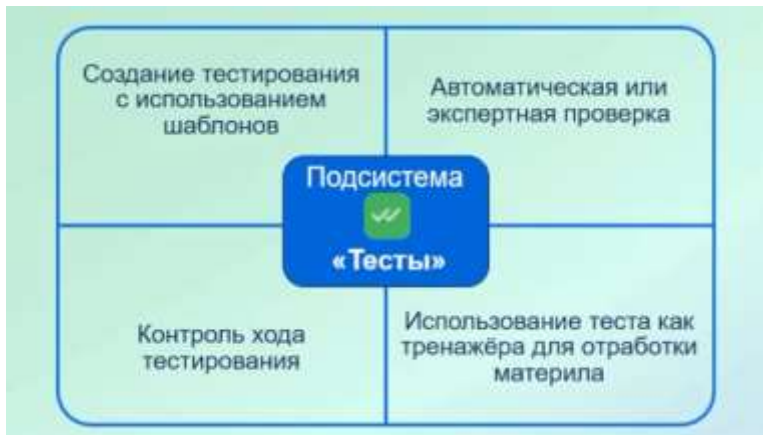 Создание тестирования
с использованием
шаблонов
Автоматическая или
экспертная проверка
Подсистема
«Тесты»
Контроль хода
тестирования
Использование теста как
тренажёра для отработки
материла